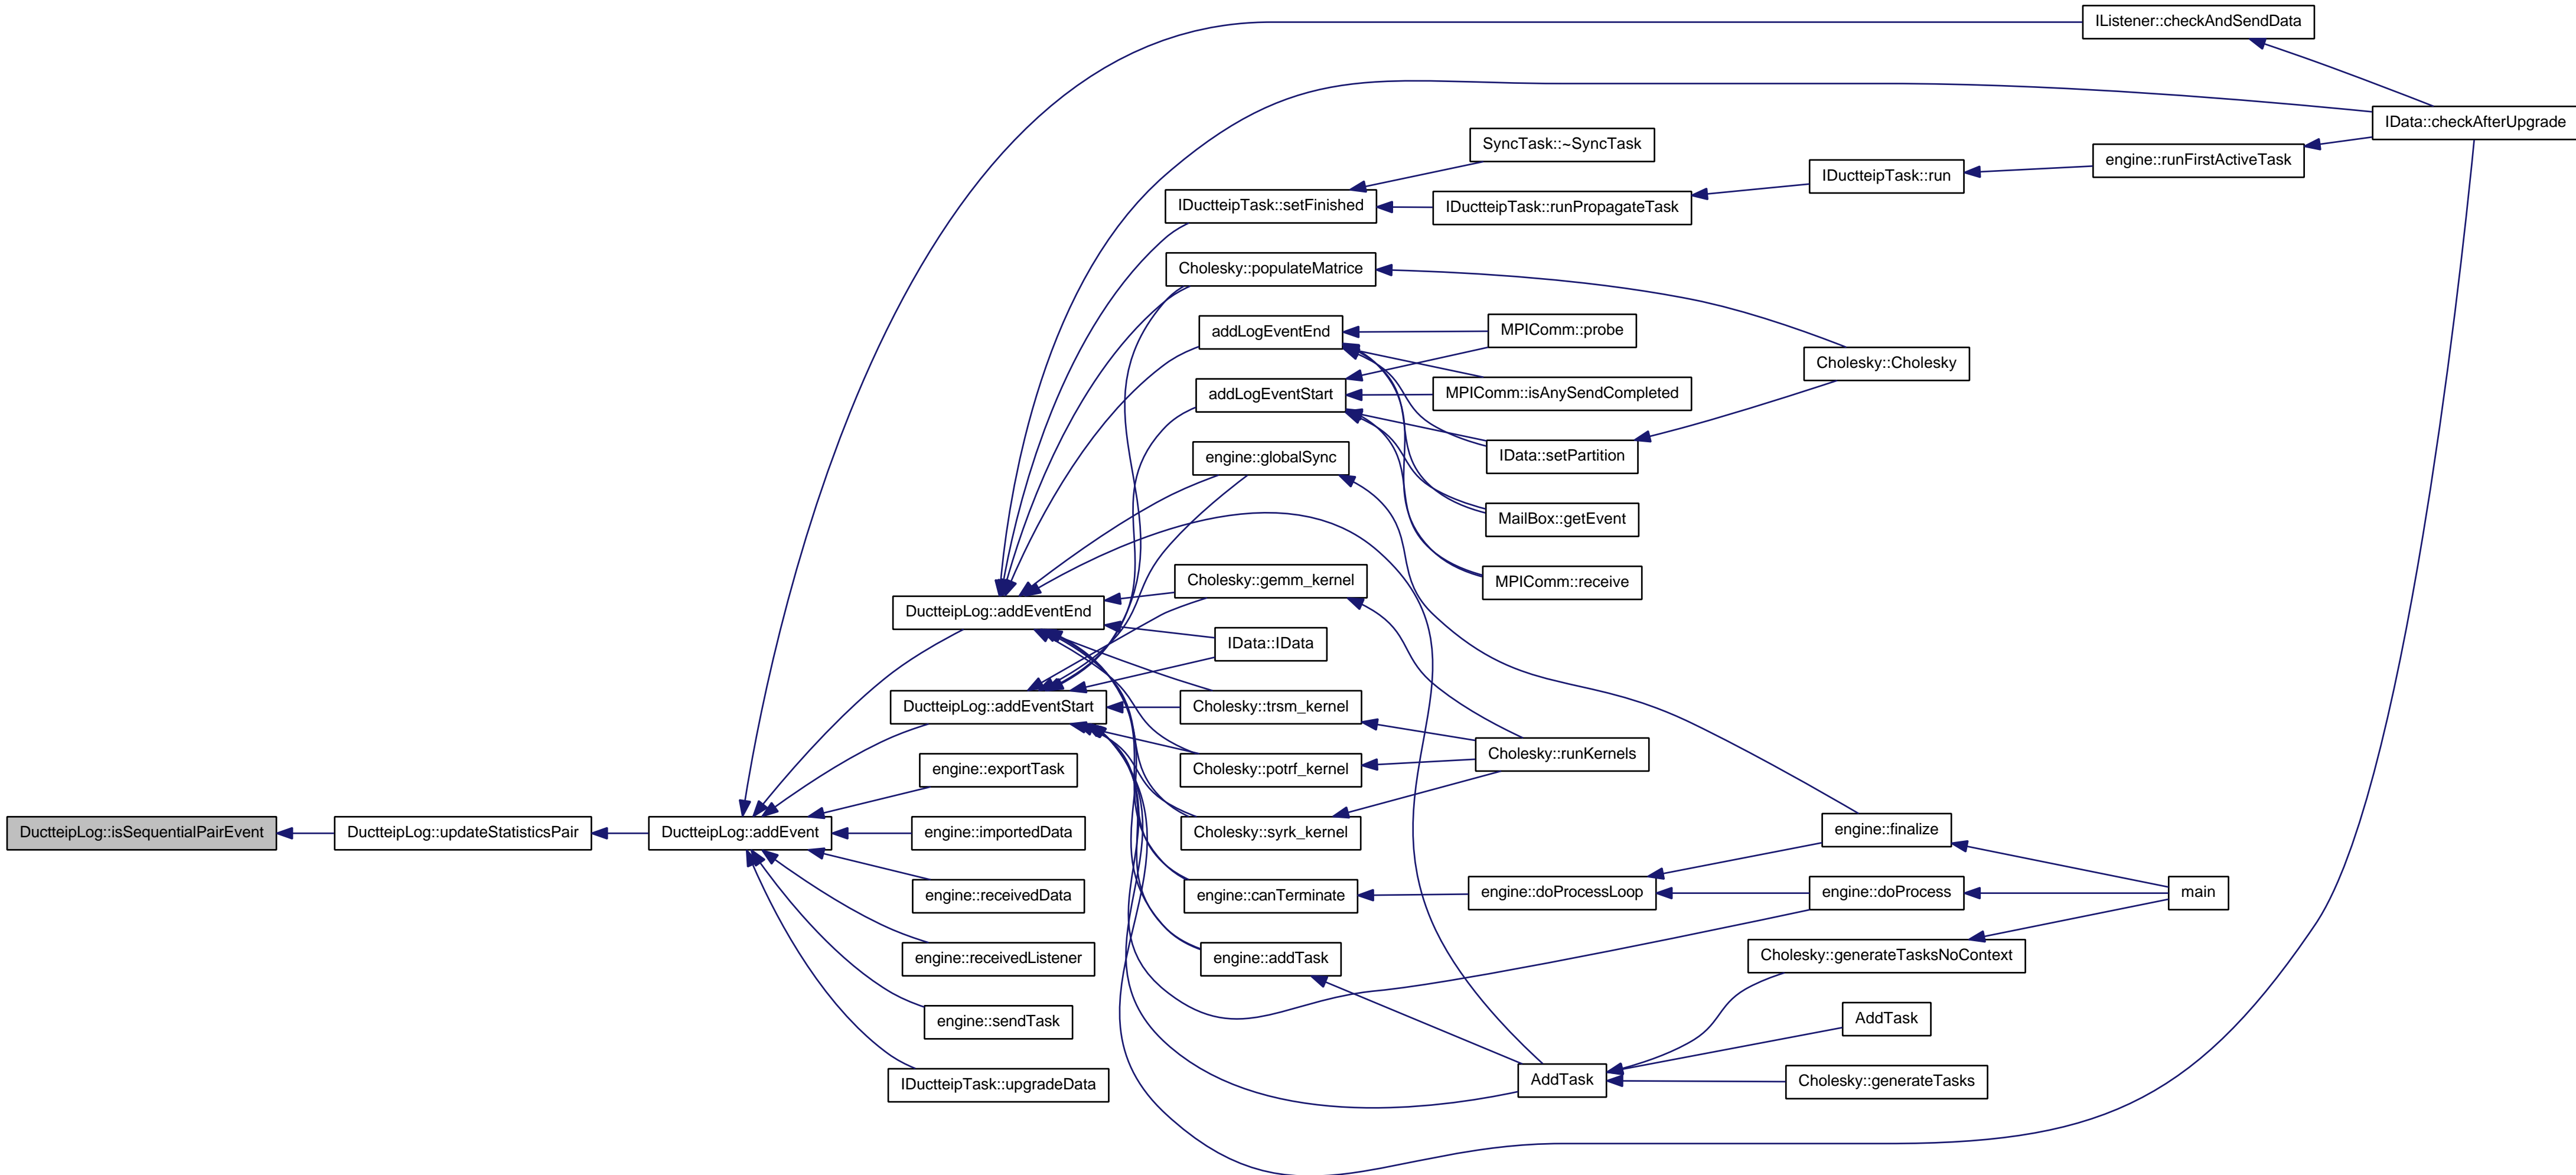 IListener::checkAndSendData
IData::checkAfterUpgrade
SyncTask::~SyncTask
engine::runFirstActiveTask
IDuctteipTask::run
IDuctteipTask::setFinished
IDuctteipTask::runPropagateTask
Cholesky::populateMatrice
addLogEventEnd
MPIComm::probe
Cholesky::Cholesky
addLogEventStart
MPIComm::isAnySendCompleted
engine::globalSync
IData::setPartition
MailBox::getEvent
Cholesky::gemm_kernel
MPIComm::receive
DuctteipLog::addEventEnd
IData::IData
DuctteipLog::addEventStart
Cholesky::trsm_kernel
Cholesky::runKernels
engine::exportTask
Cholesky::potrf_kernel
DuctteipLog::isSequentialPairEvent
DuctteipLog::updateStatisticsPair
DuctteipLog::addEvent
engine::importedData
Cholesky::syrk_kernel
engine::finalize
engine::receivedData
engine::canTerminate
engine::doProcessLoop
engine::doProcess
main
engine::receivedListener
engine::addTask
Cholesky::generateTasksNoContext
engine::sendTask
AddTask
IDuctteipTask::upgradeData
AddTask
Cholesky::generateTasks